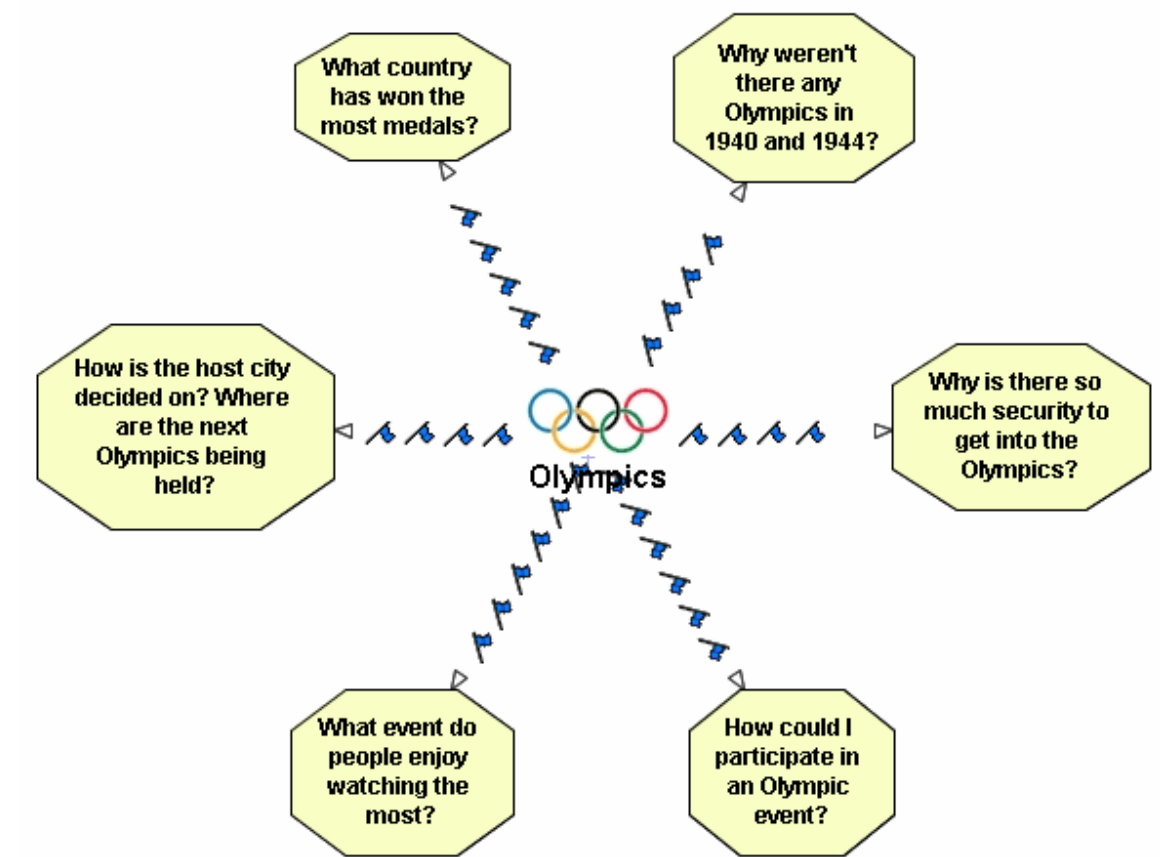 What country
has won the
most medals?
Why weren't
there any
Olympics in
1940 and 1944?
How is the host city
decided on? Where
are the next
Olympics being
held?
Olympics
Why is there so
much security to
get into the
Olympics?
What event do
people enjoy
watching the
most?
How could I
participate in
an Olympic
event?